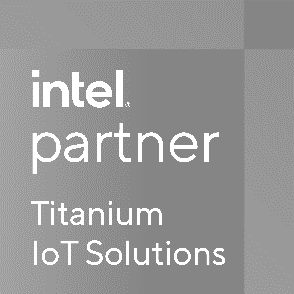 intel.
partner
Titanium
IoT Solutions